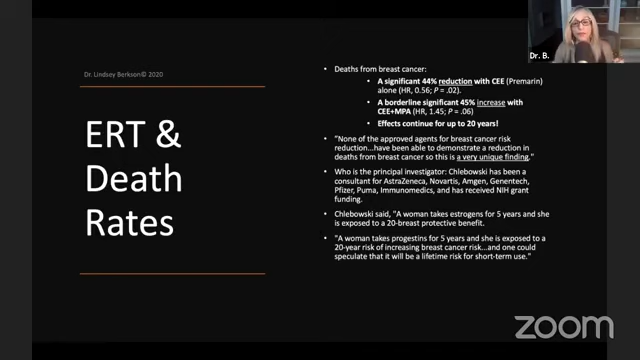 Dr. Lindsey Berkson© 2020
ERT &
Death
Rates
• Deaths from breast cancer:
• A significant 44% reduction with CEE (Premarin)
alone (HR, 0.56; P = .02).
• A borderline significant 45% increase with
CEE+MPA (HR, 1.45; P = .06)
• Effects continue for up to 20 years!
• "None of the approved agents for breast cancer risk
reduction...have been able to demonstrate a reduction in
deaths from breast cancer so this is a very unique finding."
• Who is the principal investigator: Chlebowski has been a
consultant for AstraZeneca, Novartis, Amgen, Genentech,
Pfizer, Puma, Immunomedics, and has received NIH grant
funding.
• Chlebowski said, "A woman takes estrogens for 5 years and she
is exposed to a 20-breast protective benefit.
• "A woman takes progestins for 5 years and she is exposed to a
20-year risk of increasing breast cancer risk...and one could
speculate that it will be a lifetime risk for short-term use."
Dr. B.
zoom